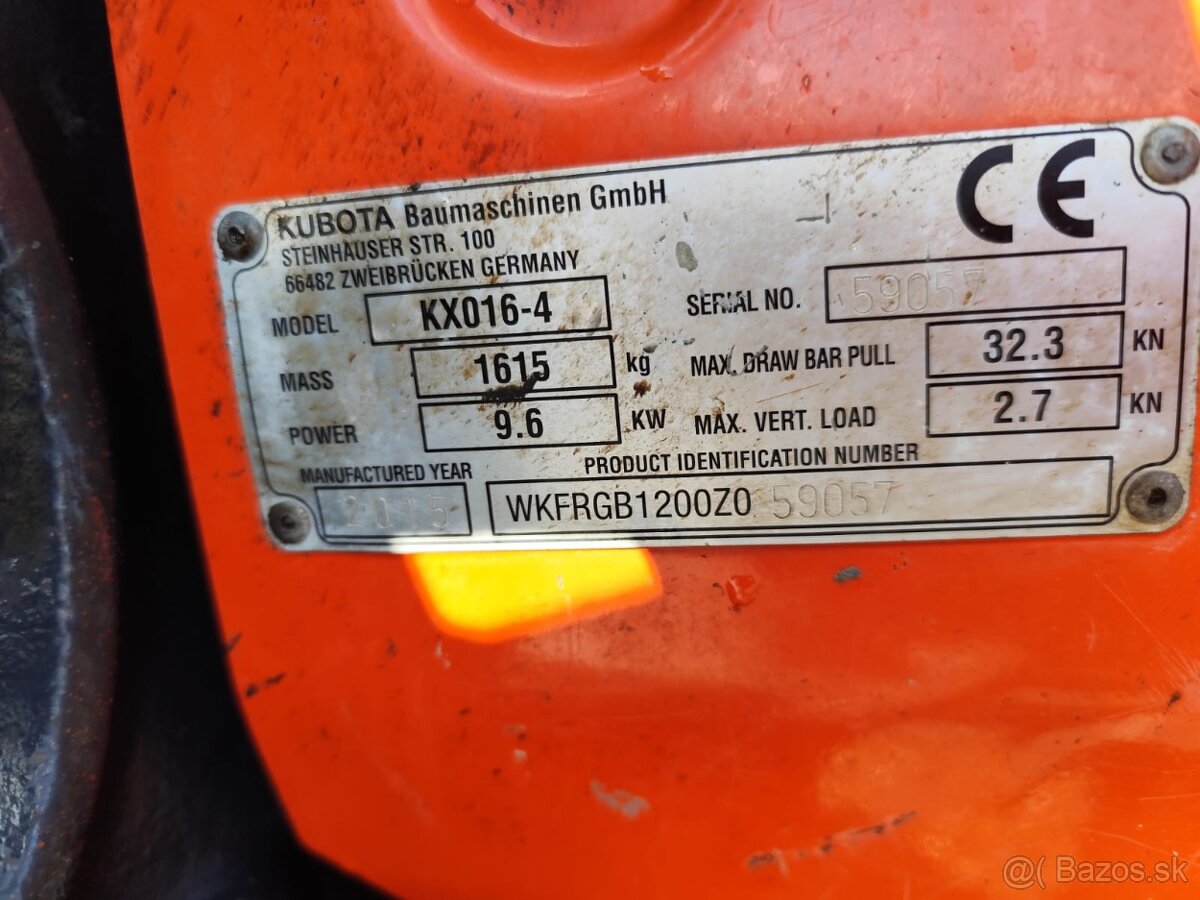 KUBOTA Baumaschinen GmbH
STEINHAUSER STR. 100
66482 ZWEIBRÜCKEN GERMANY
CE
MODEL KX016-4
SERIAL NO. 59057
MASS 1615 kg
MAX. DRAW BAR PULL 32.3 KN
POWER 9.6 KW
MAX. VERT. LOAD 2.7 KN
MANUFACTURED YEAR
2015
PRODUCT IDENTIFICATION NUMBER
WKFRGB1200Z0 59057
@( Bazos.sk